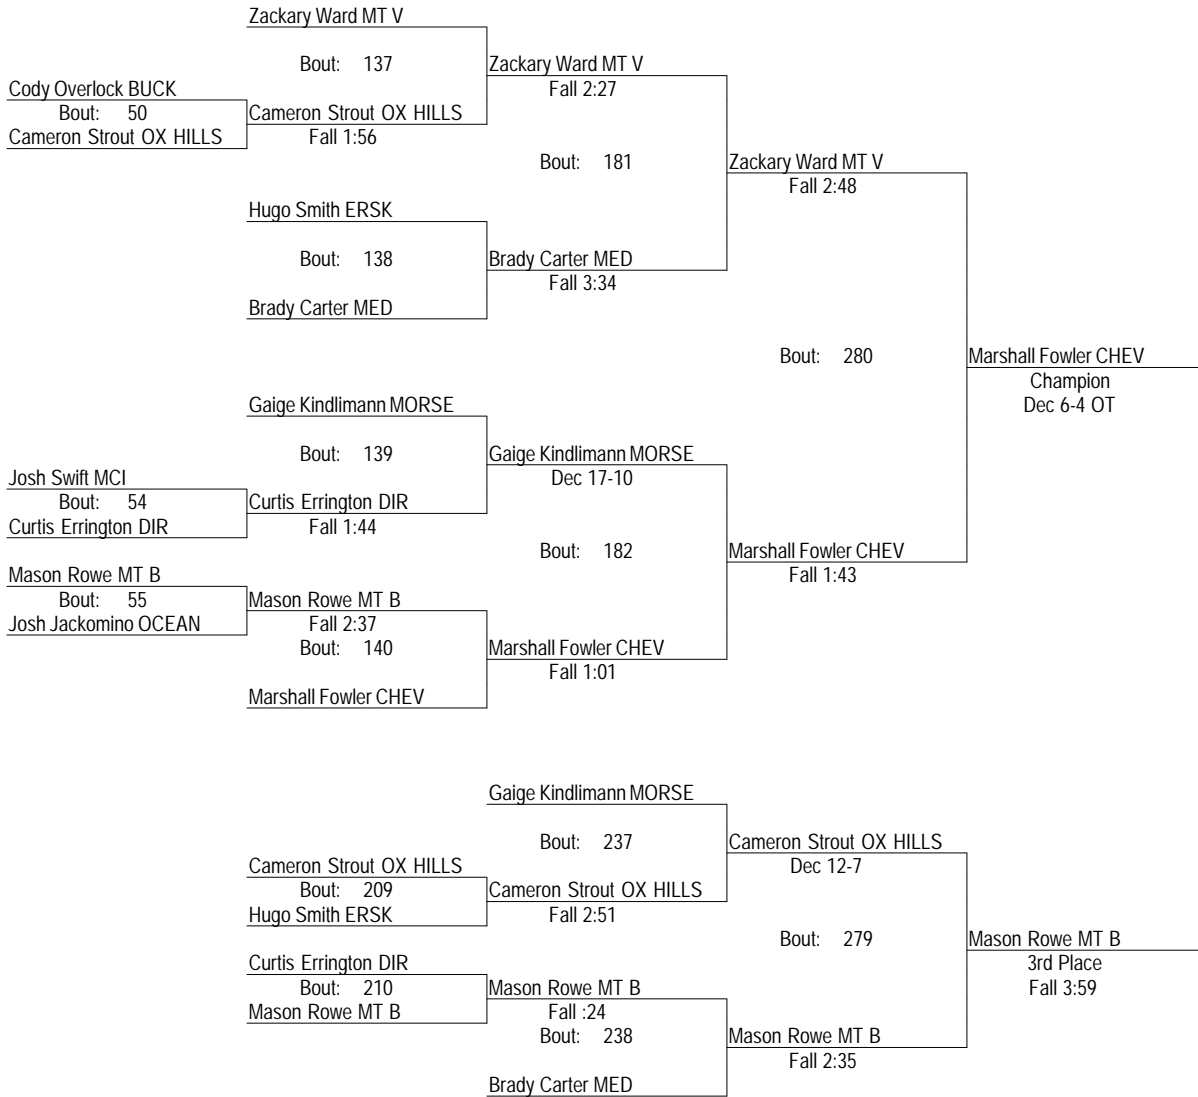 Zackary Ward MT V
Bout: 137
Zackary Ward MT V
Cody Overlock BUCK
Fall 2:27
Bout: 50
Cameron Strout OX HILLS
Cameron Strout OX HILLS
Fall 1:56
Bout: 181
Zackary Ward MT V
Fall 2:48
Hugo Smith ERSK
Bout: 138
Brady Carter MED
Fall 3:34
Brady Carter MED
Bout: 280
Marshall Fowler CHEV
Champion
Dec 6-4 OT
Gaige Kindlimann MORSE
Bout: 139
Gaige Kindlimann MORSE
Josh Swift MCI
Dec 17-10
Bout: 54
Curtis Errington DIR
Curtis Errington DIR
Fall 1:44
Bout: 182
Marshall Fowler CHEV
Mason Rowe MT B
Fall 1:43
Bout: 55
Mason Rowe MT B
Josh Jackomino OCEAN
Fall 2:37
Bout: 140
Marshall Fowler CHEV
Fall 1:01
Marshall Fowler CHEV
Gaige Kindlimann MORSE
Bout: 237
Cameron Strout OX HILLS
Cameron Strout OX HILLS
Dec 12-7
Bout: 209
Cameron Strout OX HILLS
Hugo Smith ERSK
Fall 2:51
Bout: 279
Mason Rowe MT B
Curtis Errington DIR
3rd Place
Bout: 210
Mason Rowe MT B
Fall 3:59
Mason Rowe MT B
Fall :24
Bout: 238
Mason Rowe MT B
Fall 2:35
Brady Carter MED